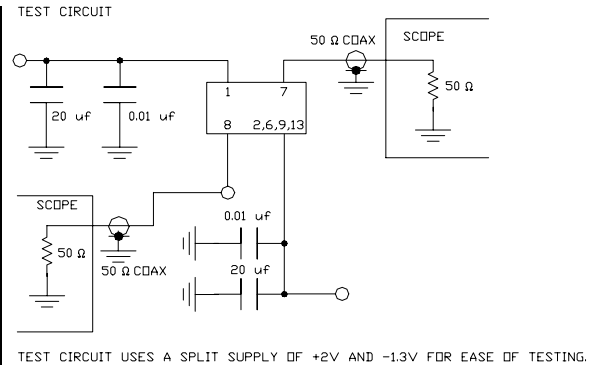 TEST CIRCUIT
50 Ω COAX
SCOPE
50 Ω
20 uf
0.01 uf
1
7
8
2,6,9,13
SCOPE
50 Ω
50 Ω COAX
0.01 uf
20 uf
TEST CIRCUIT USES A SPLIT SUPPLY OF +2V AND -1.3V FOR EASE OF TESTING.